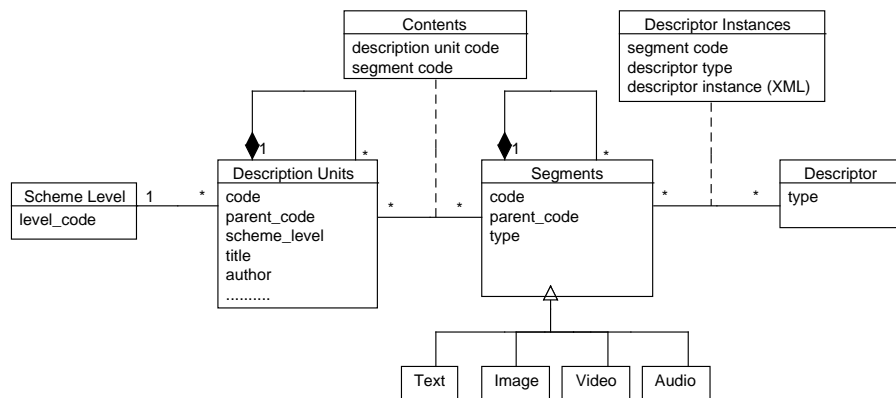 Contents
description unit code
segment code
Descriptor Instances
segment code
descriptor type
descriptor instance (XML)
1
*
1
*
Scheme Level
level_code
1
*
Description Units
code
parent_code
scheme_level
title
author
..........
*
*
Segments
code
parent_code
type
*
*
Descriptor
type
Text
Image
Video
Audio